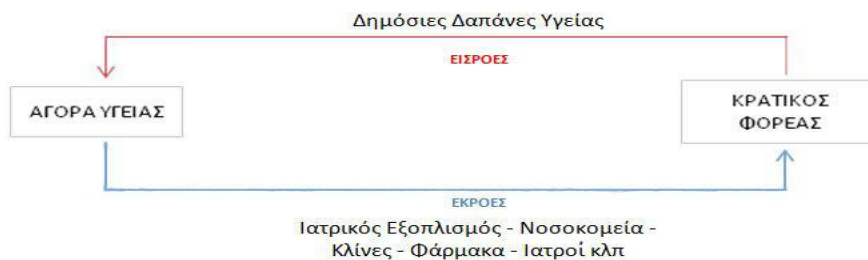 Δημόσιες Δαπάνες Υγείας
ΕΙΣΡΟΕΣ
ΑΓΟΡΑ ΥΓΕΙΑΣ
ΚΡΑΤΙΚΟΣ
ΦΟΡΕΑΣ
ΕΚΡΟΕΣ
Ιατρικός Εξοπλισμός - Νοσοκομεία -
Κλίνες - Φάρμακα - Ιατροί κλπ